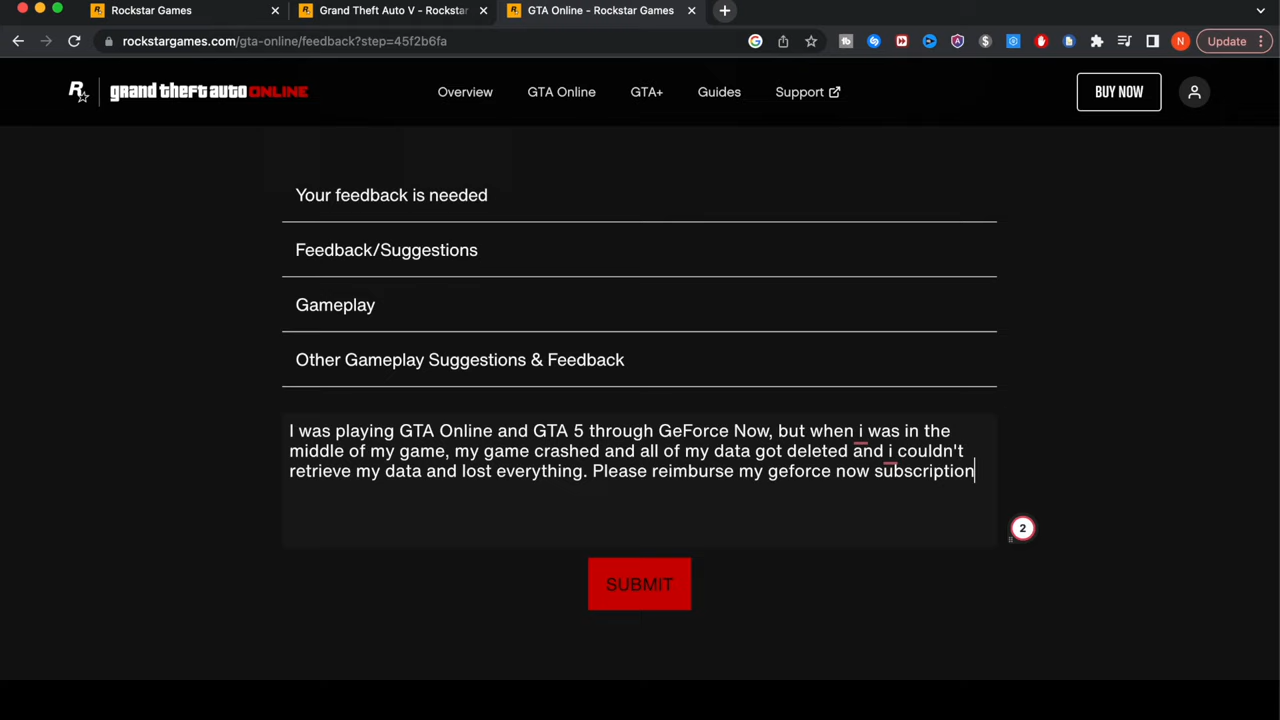 Rockstar Games
Grand Theft Auto V - Rockstar
GTA Online - Rockstar Games
rockstargames.com/gta-online/feedback?step=45f2b6fa
N
Update
grand theft auto ONLINE
Overview
GTA Online
GTA+
Guides
Support
BUY NOW
Your feedback is needed
Feedback/Suggestions
Gameplay
Other Gameplay Suggestions & Feedback
I was playing GTA Online and GTA 5 through GeForce Now, but when i was in the
middle of my game, my game crashed and all of my data got deleted and i couldn't
retrieve my data and lost everything. Please reimburse my geforce now subscription
2
SUBMIT